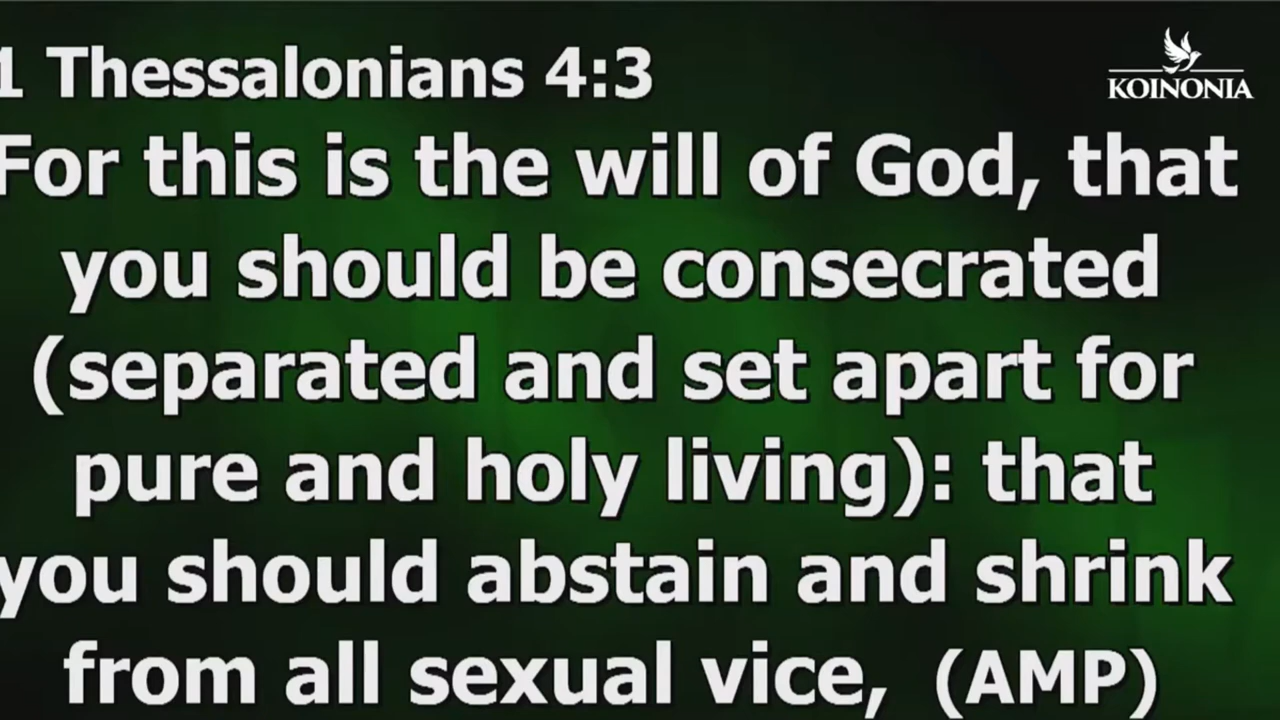 1 Thessalonians 4:3
KOINONIA
For this is the will of God, that
you should be consecrated
(separated and set apart for
pure and holy living): that
you should abstain and shrink
from all sexual vice, (AMP)